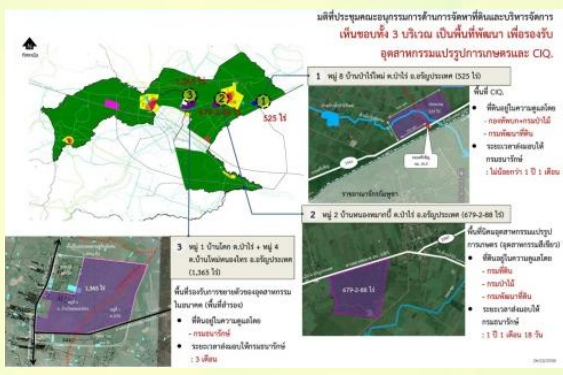 มติที่ประชุมคณะอนุกรรมการด้านการจัดหาที่ดินและบริหารจัดการ
เห็นชอบทั้ง 3 บริเวณ เป็นพื้นที่พัฒนา เพื่อรองรับ
อุตสาหกรรมแปรรูปการเกษตรและ CIQ.
1 หมู่ 8 บ้านป่าไร่ใหม่ ต.ป่าไร่ อ.อรัญประเทศ (525 ไร่)
3
2
1
525 ไร่
พื้นที่ CIQ.
• ที่ดินอยู่ในความดูแลโดย
- กองทัพบก+กรมป่าไม้
- กรมพัฒนาที่ดิน
• ระยะเวลาส่งมอบให้
กรมธนารักษ์
: ไม่น้อยกว่า 1 ปี 1 เดือน
ราชอาณาจักรกัมพูชา
2 หมู่ 2 บ้านหนองหมากนี้ ต.ป่าไร่ อ.อรัญประเทศ (679-2-88 ไร่)
679-2-88 ไร่
พื้นที่นิคมอุตสาหกรรมแปรรูป
การเกษตร (อุตสาหกรรมสีเขียว)
• ที่ดินอยู่ในความดูแลโดย
- กรมที่ดิน
- กรมป่าไม้
- กรมพัฒนาที่ดิน
• ระยะเวลาส่งมอบให้
กรมธนารักษ์
: 1 ปี 1 เดือน 18 วัน
3 หมู่ 1 บ้านโคก ต.ป่าไร่ + หมู่ 4
ต.บ้านใหม่หนองไทร อ.อรัญประเทศ
(1,365 ไร่)
1,365 ไร่
พื้นที่รองรับการขยายตัวของอุตสาหกรรม
ในอนาคต (พื้นที่สำรอง)
• ที่ดินอยู่ในความดูแลโดย
- กรมธนารักษ์
• ระยะเวลาส่งมอบให้กรมธนารักษ์
: 3 เดือน